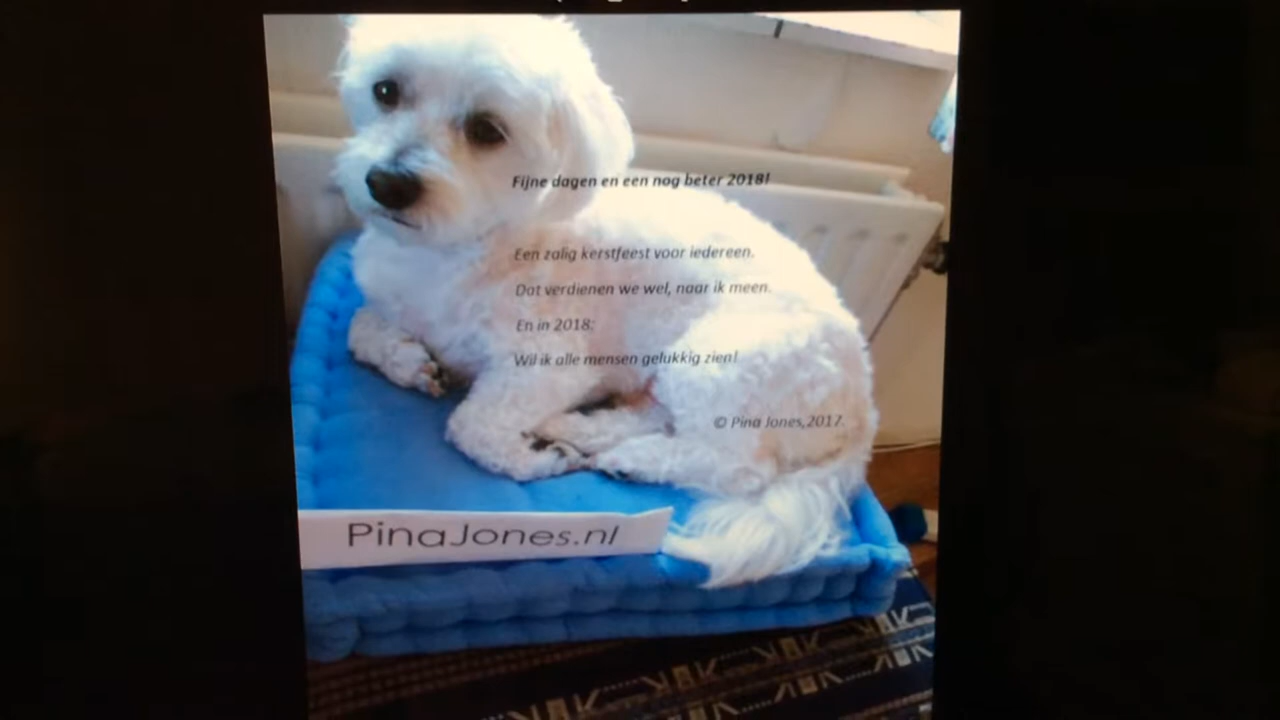 Fijne dagen en een nog beter 2018!
Een zalig kerstfeest voor iedereen.
Dat verdienen we wel, naar ik meen.
En in 2018:
Wil ik alle mensen gelukkig zien!
© Pina Jones,2017.
PinaJones.nl